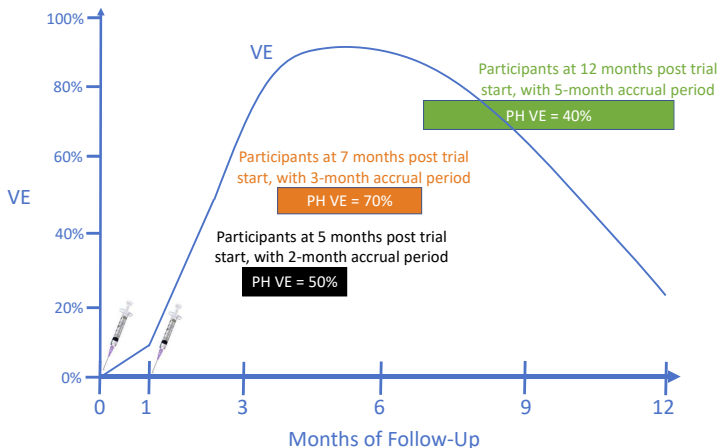 100%
VE
80%
Participants at 12 months post trial
start, with 5-month accrual period
PH VE = 40%
60%
Participants at 7 months post trial
start, with 3-month accrual period
VE
PH VE = 70%
40%
Participants at 5 months post trial
start, with 2-month accrual period
PH VE = 50%
20%
0%
0 1 3 6 9 12
Months of Follow-Up